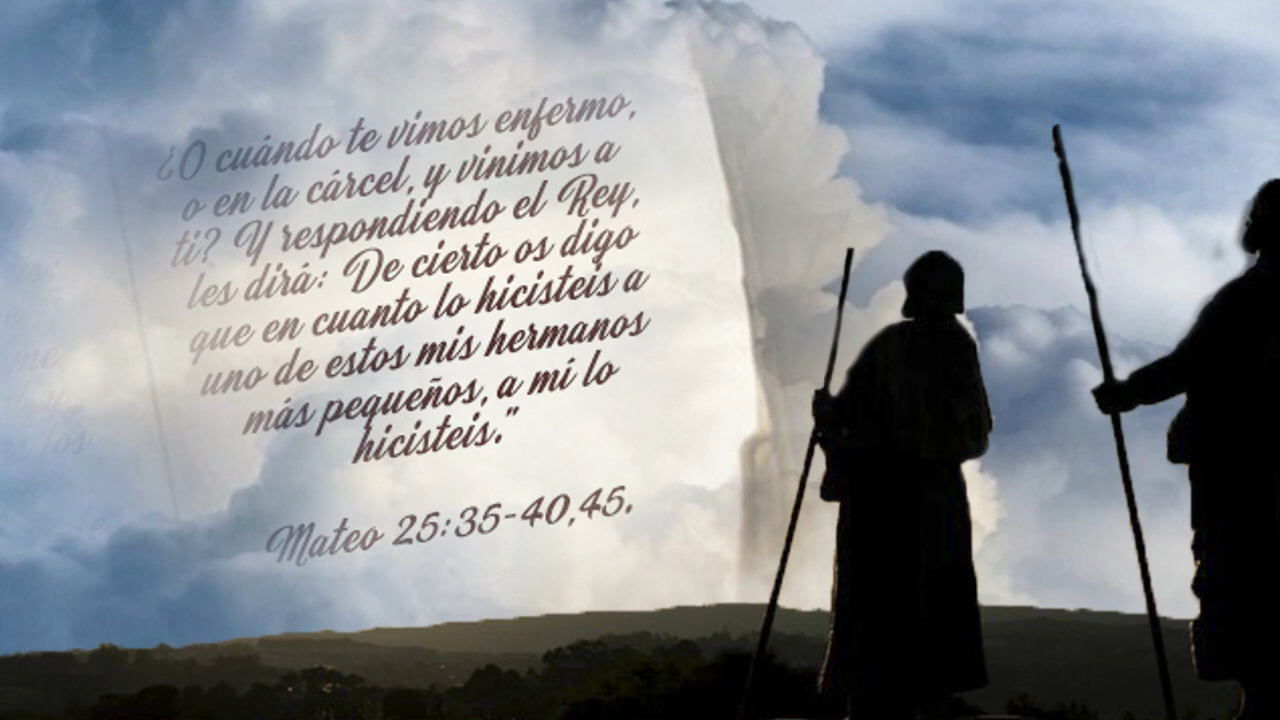 ¿O cuándo te vimos enfermo,
o en la cárcel, y vinimos a
ti? Y respondiendo el Rey,
les dirá: De cierto os digo
que en cuanto lo hicisteis a
uno de estos mis hermanos
más pequeños, a mí lo
hicisteis."
Mateo 25:35-40,45.